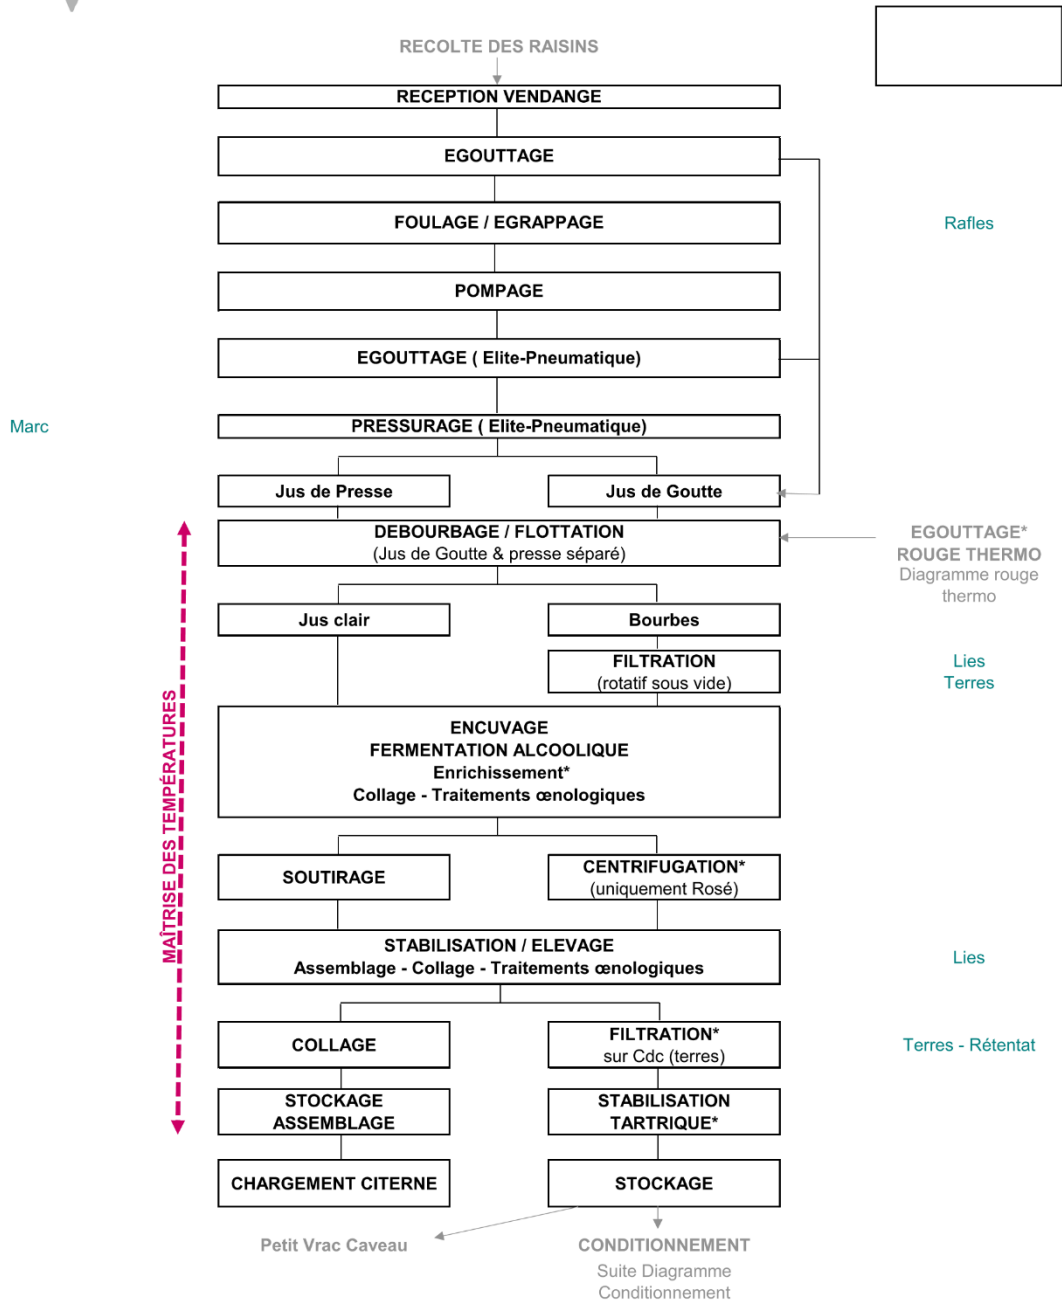 RECOLTE DES RAISINS
RECEPTION VENDANGE
EGOUTTAGE
FOULAGE / EGRAPPAGE
Rafles
POMPAGE
EGOUTTAGE ( Elite-Pneumatique)
Marc
PRESSURAGE ( Elite-Pneumatique)
Jus de Presse
Jus de Goutte
DEBOURBAGE / FLOTTATION
(Jus de Goutte & presse séparé)
EGOUTTAGE*
ROUGE THERMO
Diagramme rouge
thermo
Jus clair
Bourbes
FILTRATION
(rotatif sous vide)
Lies
Terres
MAÎTRISE DES TEMPÉRATURES
ENCUVAGE
FERMENTATION ALCOOLIQUE
Enrichissement*
Collage - Traitements œnologiques
SOUTIRAGE
CENTRIFUGATION*
(uniquement Rosé)
STABILISATION / ELEVAGE
Assemblage - Collage - Traitements œnologiques
Lies
COLLAGE
FILTRATION*
sur Cdc (terres)
Terres - Rétentat
STOCKAGE
ASSEMBLAGE
STABILISATION
TARTRIQUE*
CHARGEMENT CITERNE
STOCKAGE
Petit Vrac Caveau
CONDITIONNEMENT
Suite Diagramme
Conditionnement